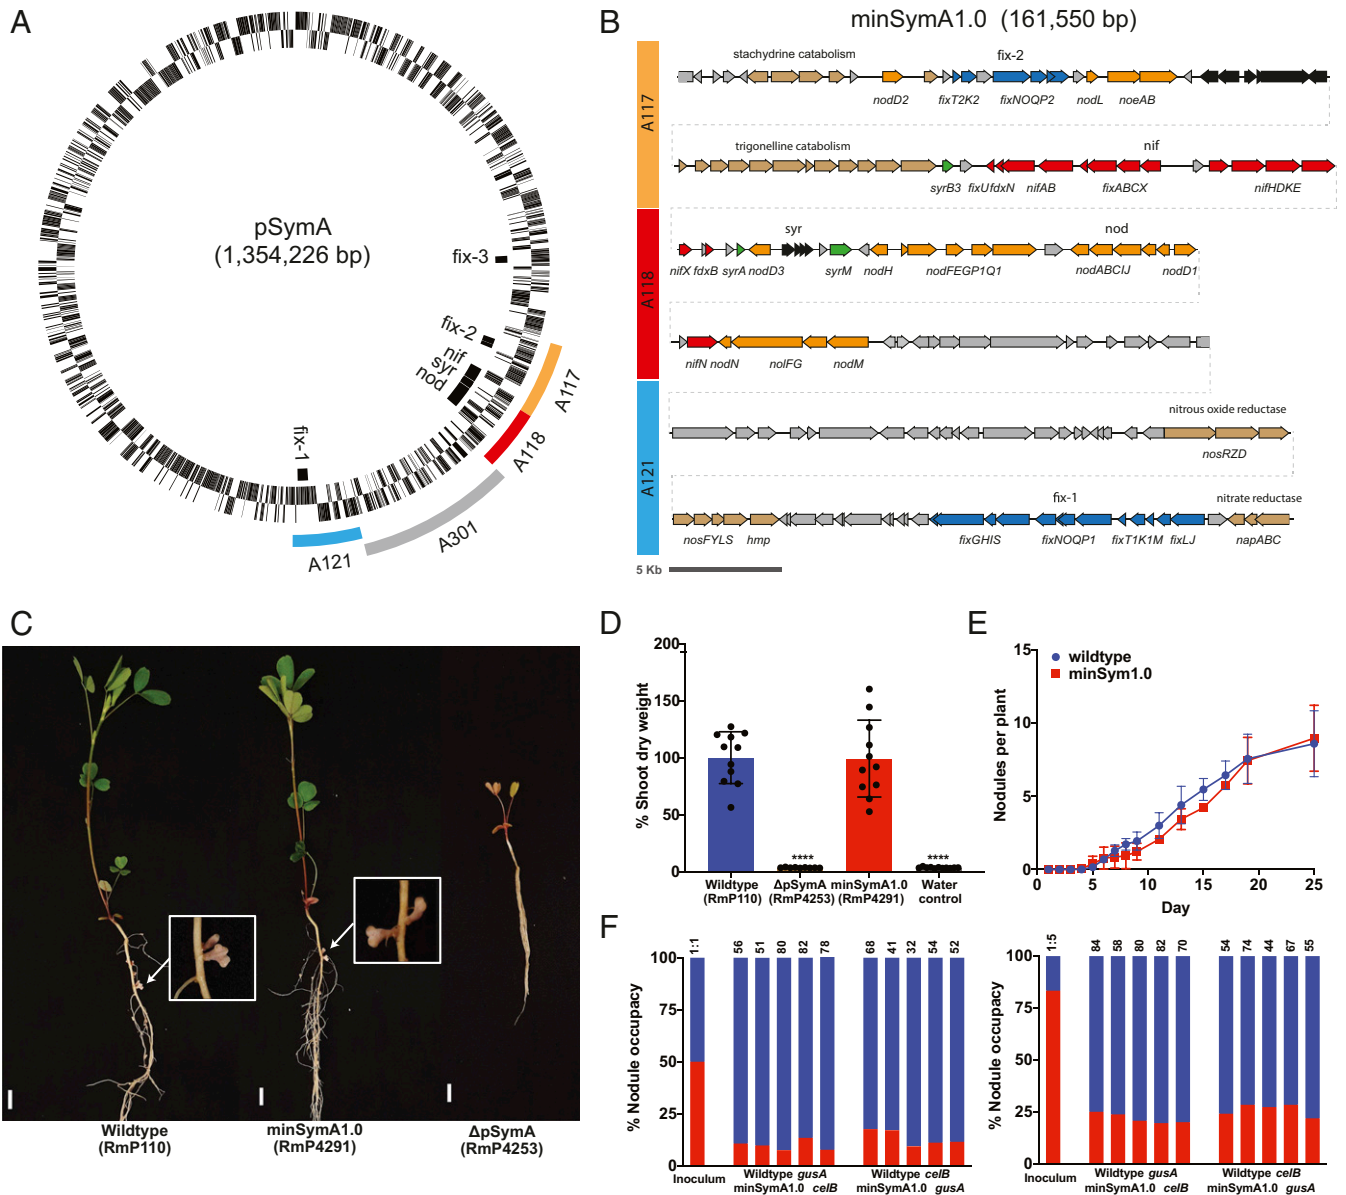 A
pSymA
(1,354,226 bp)
fix-3
fix-2
nif
syr
nod
fix-1
A117
A118
A301
A121
B
minSymA1.0 (161,550 bp)
A117
stachydrine catabolism
fix-2
nodD2
fixT2K2
fixNOQP2
nodL
noeAB
trigonelline catabolism
nif
syrB3
fixU
fdxN
nifAB
fixABCX
nifHDKE
A118
syr
nod
nifX
fdxB
syrA
nodD3
syrM
nodH
nodFEGP1Q1
nodABCIJ
nodD1
nifN
nodN
nolFG
nodM
A121
nitrous oxide reductase
nosRZD
fix-1
nitrate reductase
nosFYLS
hmp
fixGHIS
fixNOQP1
fixT1K1M
fixLJ
napABC
5 Kb
C
Wildtype
(RmP110)
minSymA1.0
(RmP4291)
ΔpSymA
(RmP4253)
D
% Shoot dry weight
200
150
100
50
0
****
****
Wildtype
(RmP110)
ΔpSymA
(RmP4253)
minSymA1.0
(RmP4291)
Water
control
E
Nodules per plant
15
10
5
0
wildtype
minSym1.0
0
5
10
15
20
25
Day
F
% Nodule occupancy
100
75
50
25
0
1:1
56
51
80
82
78
68
41
32
54
52
Inoculum
Wildtype gusA
minSymA1.0 celB
Wildtype celB
minSymA1.0 gusA
% Nodule occupancy
100
75
50
25
0
1:5
84
58
80
82
70
54
74
44
67
55
Inoculum
Wildtype gusA
minSymA1.0 celB
Wildtype celB
minSymA1.0 gusA